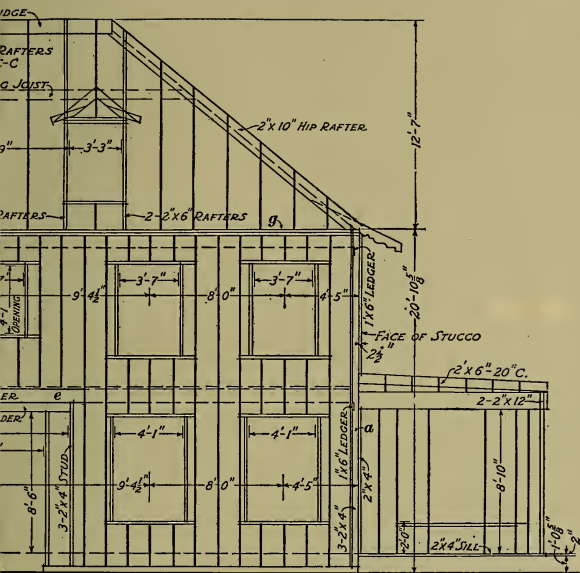 IDGE
RAFTERS
C-C
G JOIST
2"X10" HIP RAFTER
12'-7"
9"
3'-3"
RAFTERS
2-2"X6" RAFTERS
g
3'-7"
3'-7"
9'-4½"
8'-0"
4'-5"
4'-1
OPENING
1"X6" LEDGER
20'-10⅝"
FACE OF STUCCO
2½"
2"X6"-20"C.
ER
e
2-2"X12"
DER
4'-1"
4'-1"
a
1"X6" LEDGER
2"X4"
3-2"X4" STUD
8'-6"
9'-4½"
8'-0"
4'-5"
8'-10"
3-2"X4"
2'-0"
2"X4" SILL
1'-0⅝"
2"